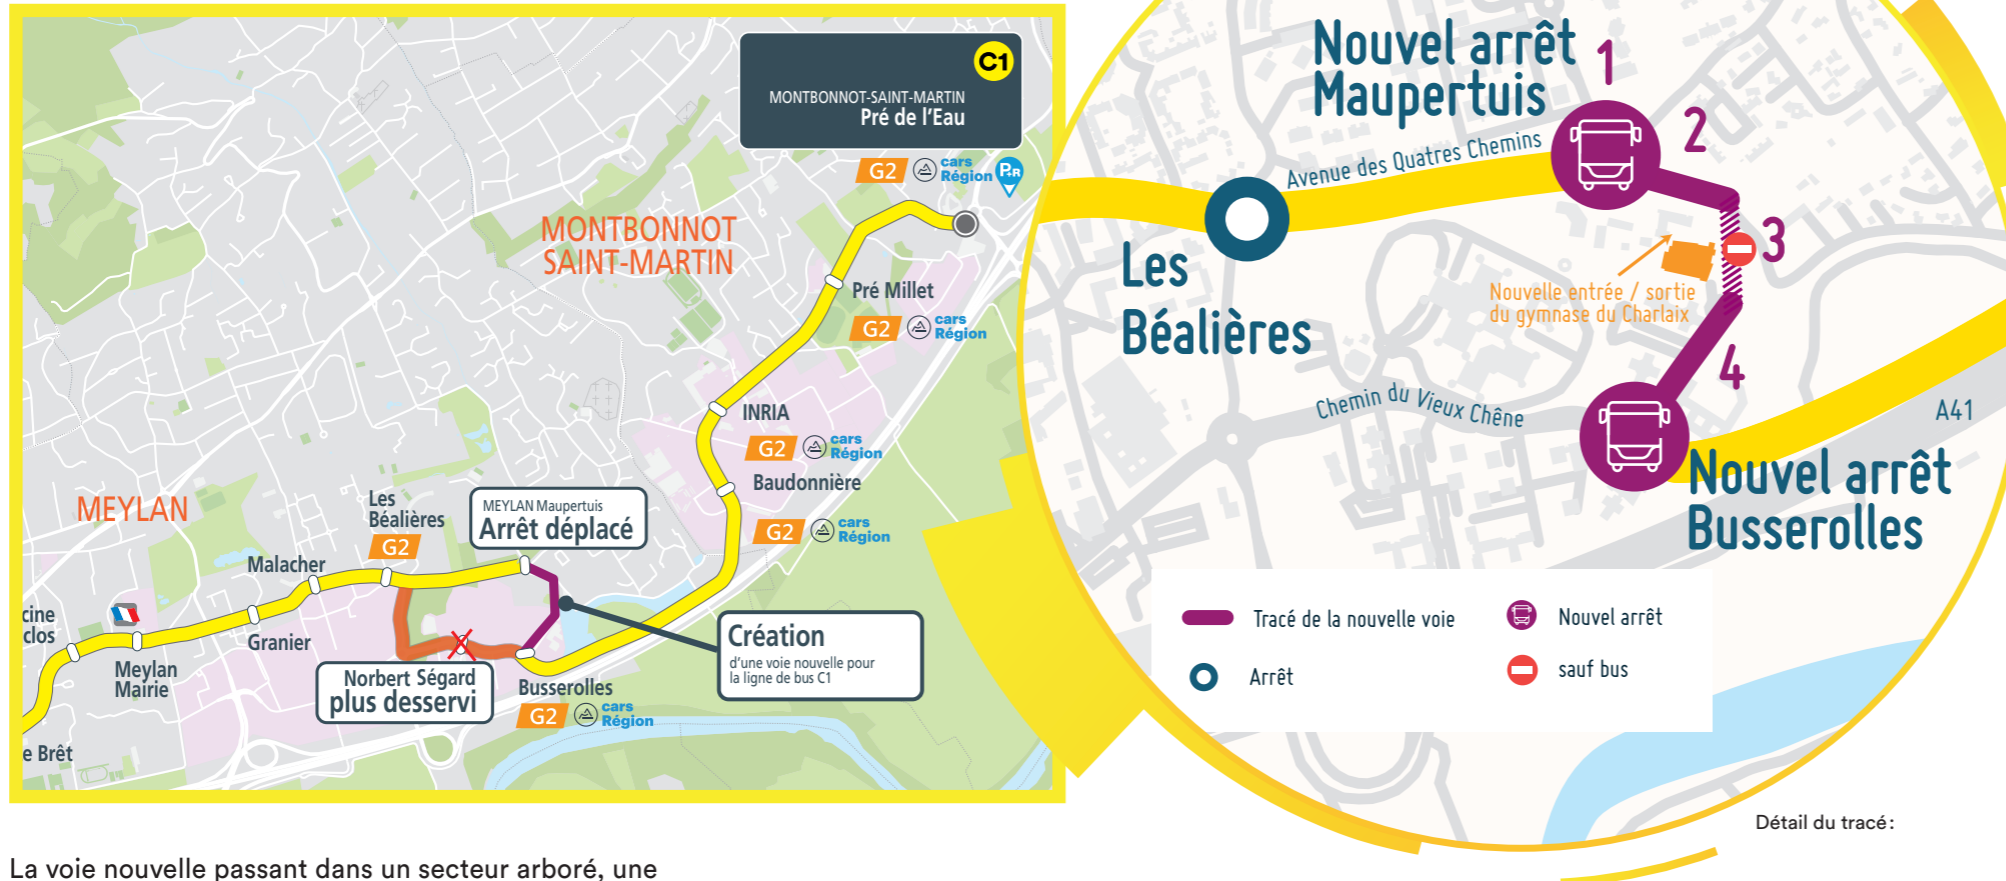 C1
MONTBONNOT-SAINT-MARTIN
Pré de l'Eau
G2
cars
Région
P+R
MONTBONNOT
SAINT-MARTIN
Pré Millet
G2
cars
Région
INRIA
G2
cars
Région
Baudonnière
G2
cars
Région
MEYLAN
Les
Béalières
G2
MEYLAN Maupertuis
Arrêt déplacé
Malacher
cine
clos
Granier
Meylan
Mairie
Création
d'une voie nouvelle pour
la ligne de bus C1
Norbert Ségard
plus desservi
Busserolles
G2
cars
Région
e Brêt
La voie nouvelle passant dans un secteur arboré, une
Nouvel arrêt
Maupertuis
1
2
Avenue des Quatres Chemins
3
Les
Béalières
Nouvelle entrée / sortie
du gymnase du Charlaix
4
Chemin du Vieux Chêne
A41
Nouvel arrêt
Busserolles
Tracé de la nouvelle voie
Nouvel arrêt
Arrêt
sauf bus
Détail du tracé :